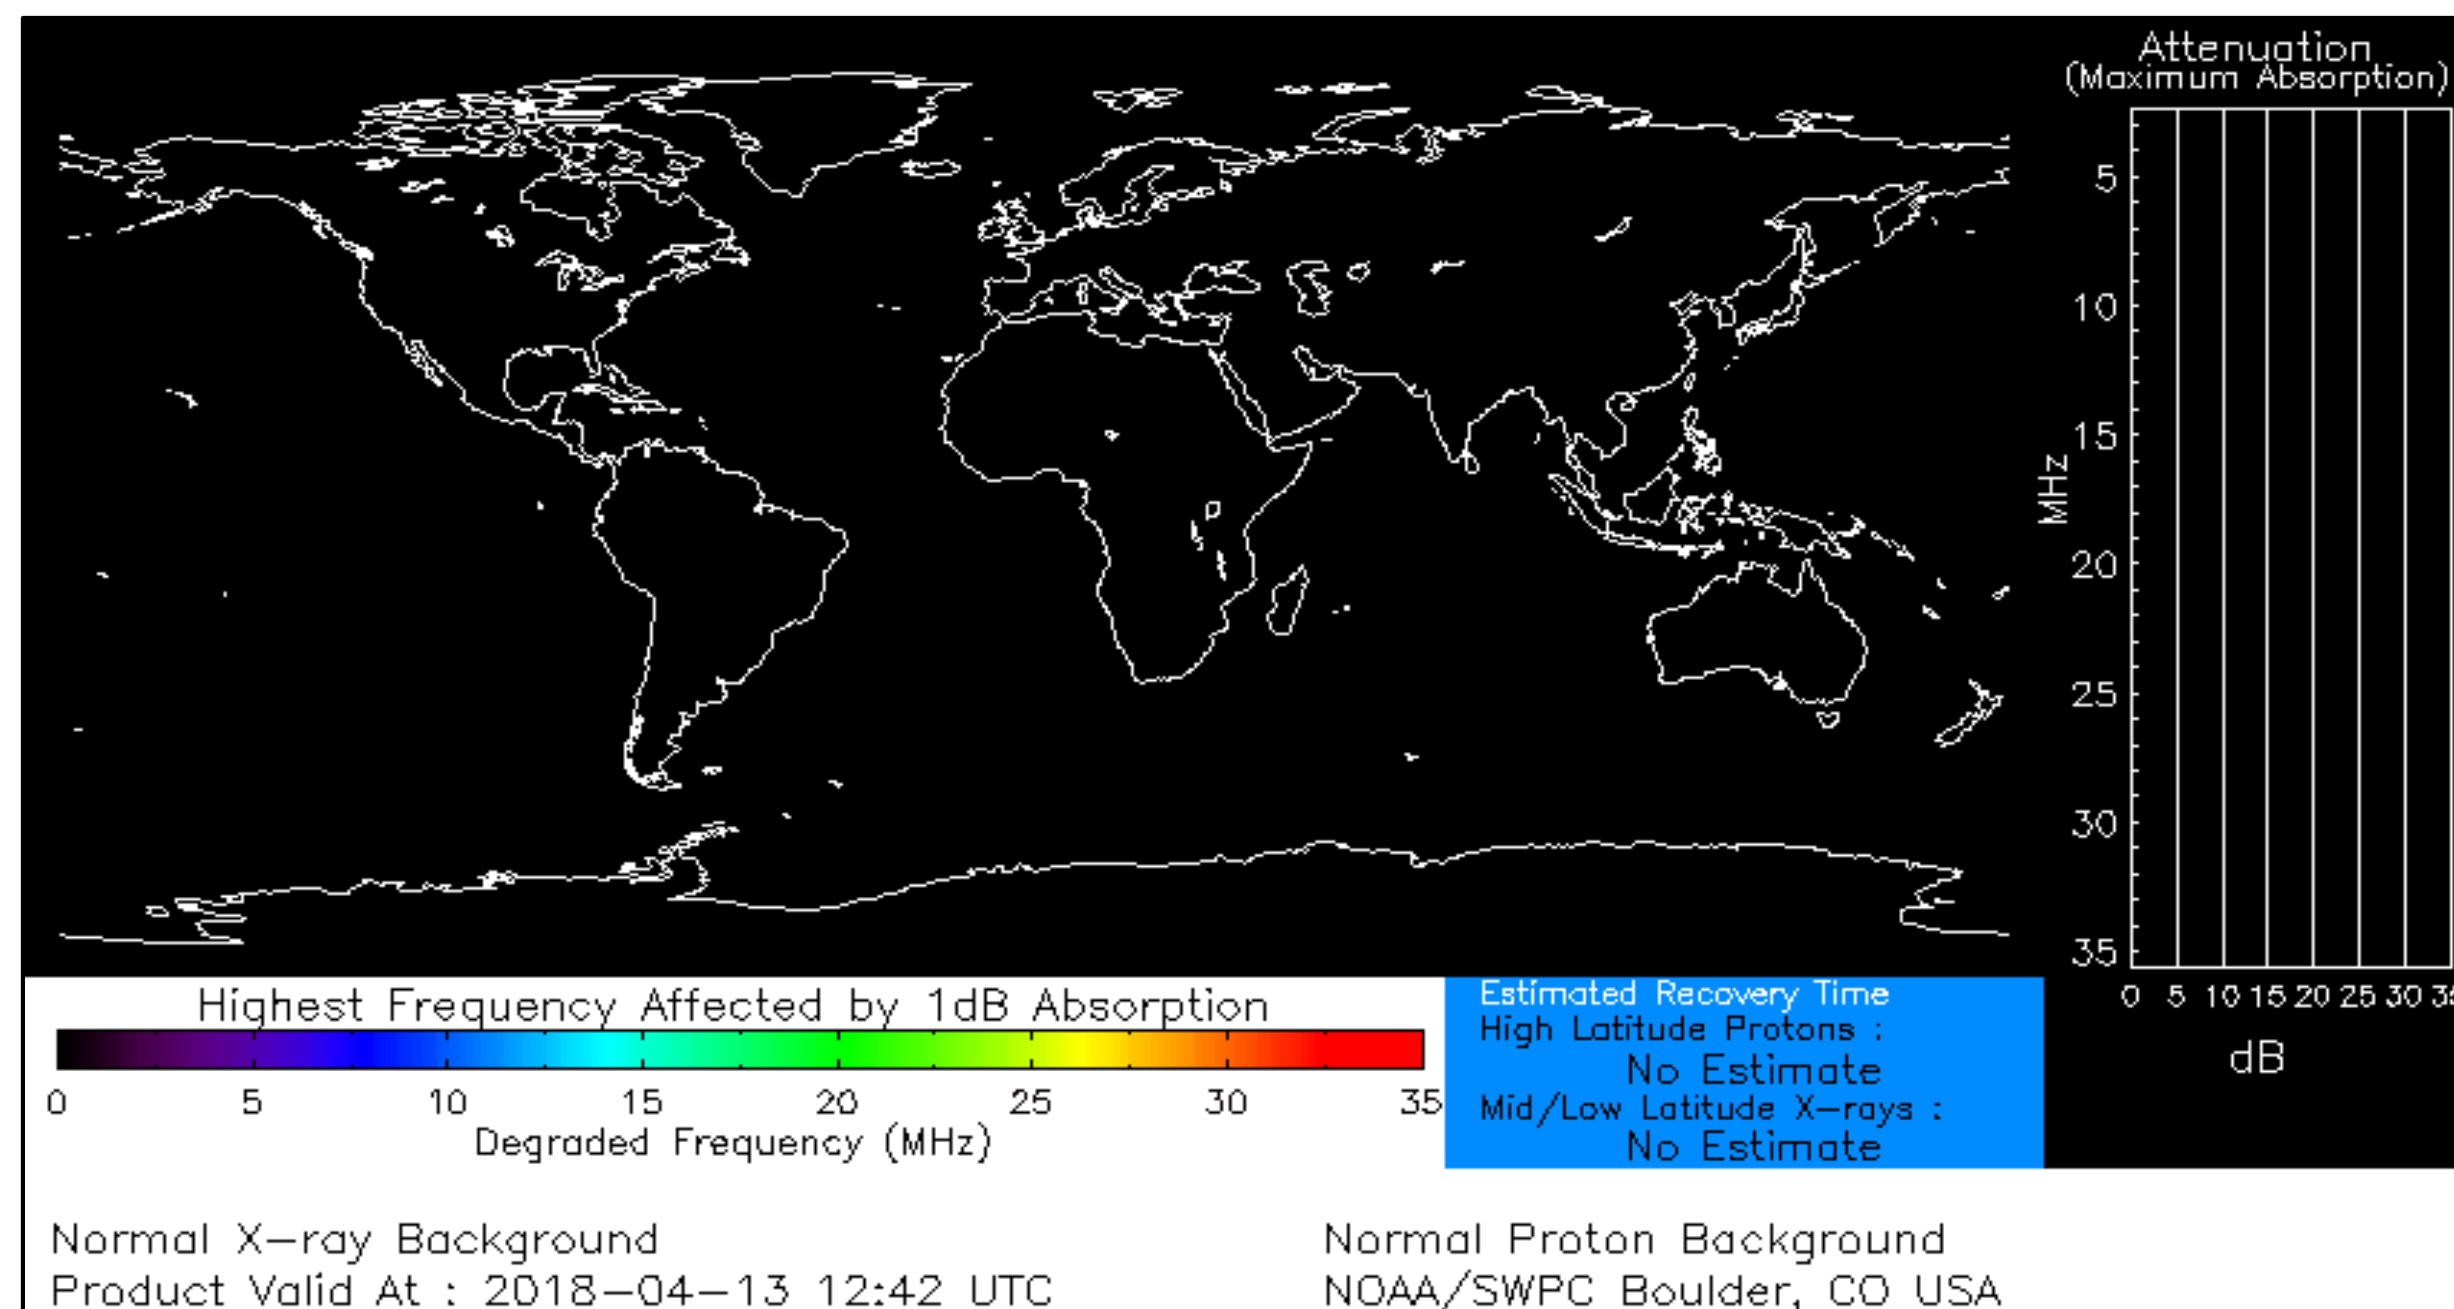 Attenuation
(Maximum Absorption)
5
10
15
20
25
30
35
MHz
0 5 10 15 20 25 30
dB
Highest Frequency Affected by 1dB Absorption
0 5 10 15 20 25 30 35
Degraded Frequency (MHz)
Estimated Recovery Time
High Latitude Protons :
No Estimate
Mid/Low Latitude X-rays :
No Estimate
Normal X-ray Background
Normal Proton Background
Product Valid At : 2018-04-13 12:42 UTC
NOAA/SWPC Boulder, CO USA